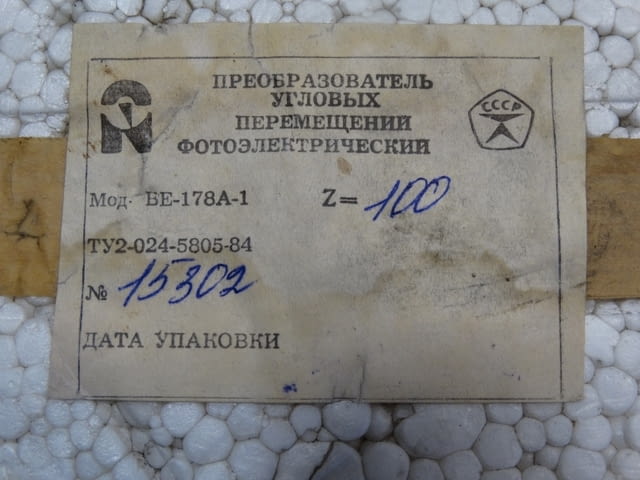 ПРЕОБРАЗОВАТЕЛЬ
УГЛОВЫХ
ПЕРЕМЕЩЕНИЙ
ФОТОЭЛЕКТРИЧЕСКИЙ
СССР
Мод. БЕ-178А-1 Z= 100
ТУ2-024-5805-84
№ 15302
ДАТА УПАКОВКИ